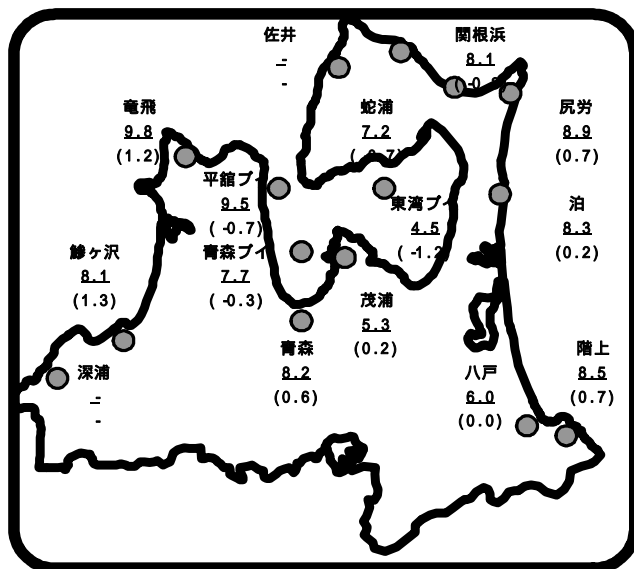 佐井
-
-
関根浜
8.1
竜飛
9.8
(1.2)
蛇浦
7.2
尻労
8.9
(0.7)
平舘ブイ
9.5
( -0.7)
東湾ブイ
4.5
( -1.2)
泊
8.3
(0.2)
鰺ヶ沢
8.1
(1.3)
青森ブイ
7.7
( -0.3)
茂浦
5.3
(0.2)
深浦
-
-
青森
8.2
(0.6)
八戸
6.0
(0.0)
階上
8.5
(0.7)